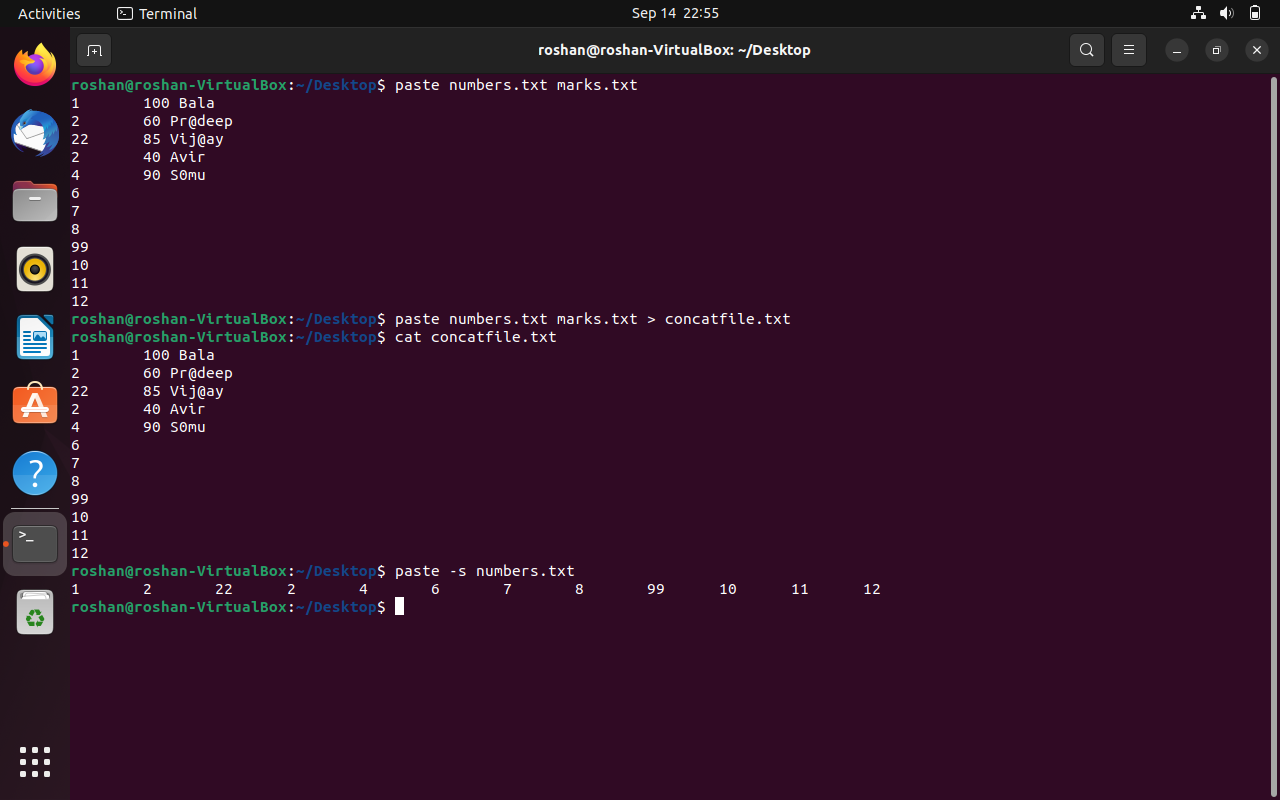 Activities Terminal Sep 14 22:55
roshan@roshan-VirtualBox: ~/Desktop
roshan@roshan-VirtualBox:~/Desktop$ paste numbers.txt marks.txt
1 100 Bala
2 60 Pr@deep
22 85 Vij@ay
2 40 Avir
4 90 S0mu
6
7
8
99
10
11
12
roshan@roshan-VirtualBox:~/Desktop$ paste numbers.txt marks.txt > concatfile.txt
roshan@roshan-VirtualBox:~/Desktop$ cat concatfile.txt
1 100 Bala
2 60 Pr@deep
22 85 Vij@ay
2 40 Avir
4 90 S0mu
6
7
8
99
10
11
12
roshan@roshan-VirtualBox:~/Desktop$ paste -s numbers.txt
1 2 22 2 4 6 7 8 99 10 11 12
roshan@roshan-VirtualBox:~/Desktop$